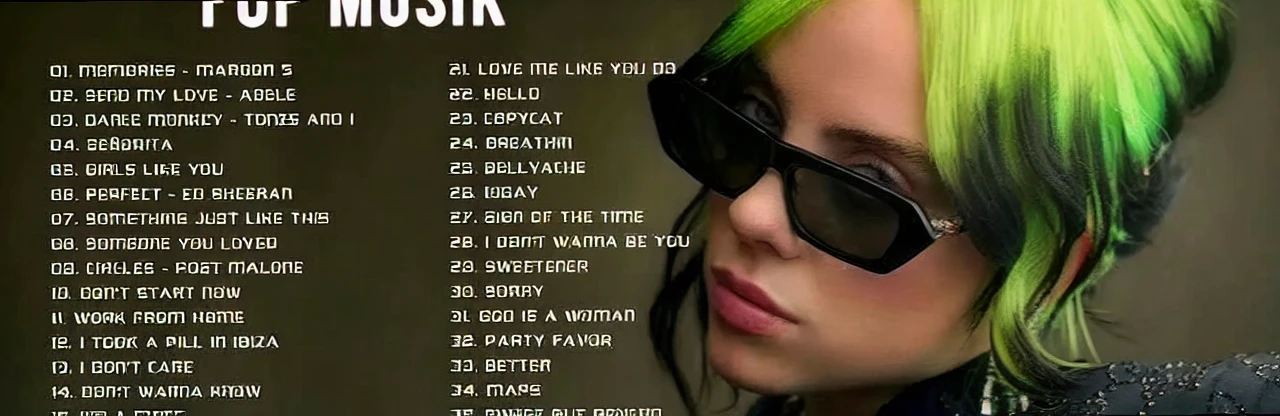 POP MUSIK
01. MEMORIES - MAROON 5
02. SEND MY LOVE - ADELE
03. DANCE MONKEY - TONES AND I
04. SEÑORITA
05. GIRLS LIKE YOU
06. PERFECT - ED SHEERAN
07. SOMETHING JUST LIKE THIS
08. SOMEONE YOU LOVED
09. CIRCLES - POST MALONE
10. DON'T START NOW
11. WORK FROM HOME
12. I TOOK A PILL IN IBIZA
13. I DON'T CARE
14. DON'T WANNA KNOW
21. LOVE ME LIKE YOU DO
22. HELLO
23. COPYCAT
24. BREATHIN
25. BELLYACHE
26. IDGAY
27. SIGN OF THE TIME
28. I DON'T WANNA BE YOU
29. SWEETENER
30. SORRY
31. GOD IS A WOMAN
32. PARTY FAVOR
33. BETTER
34. MAPS